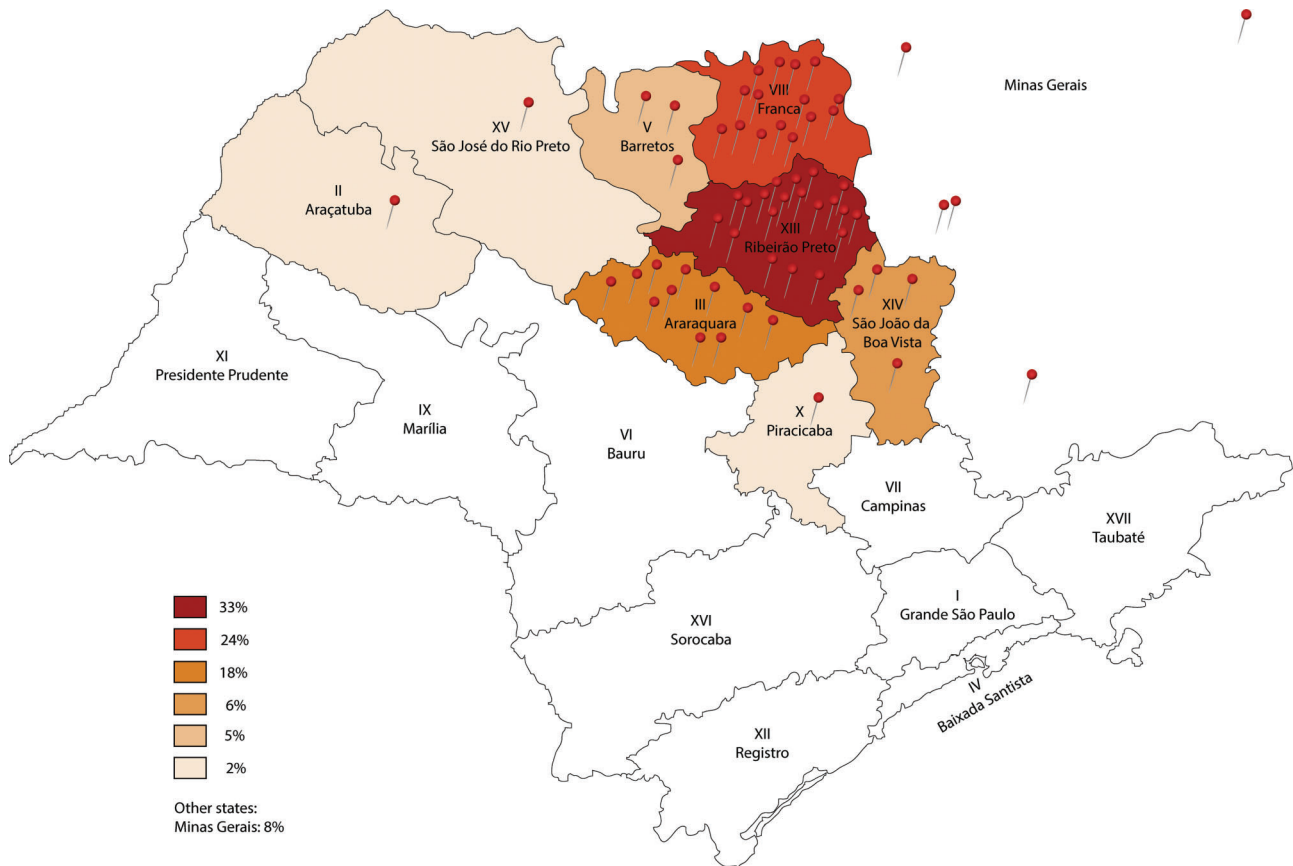 Minas Gerais
VIII
Franca
XV
São José do Rio Preto
V
Barretos
II
Araçatuba
XIII
Ribeirão Preto
XIV
São João da
Boa Vista
III
Araraquara
XI
Presidente Prudente
IX
Marília
X
Piracicaba
VI
Bauru
VII
Campinas
XVII
Taubaté
I
Grande São Paulo
XVI
Sorocaba
IV
Baixada Santista
XII
Registro
33%
24%
18%
6%
5%
2%
Other states:
Minas Gerais: 8%